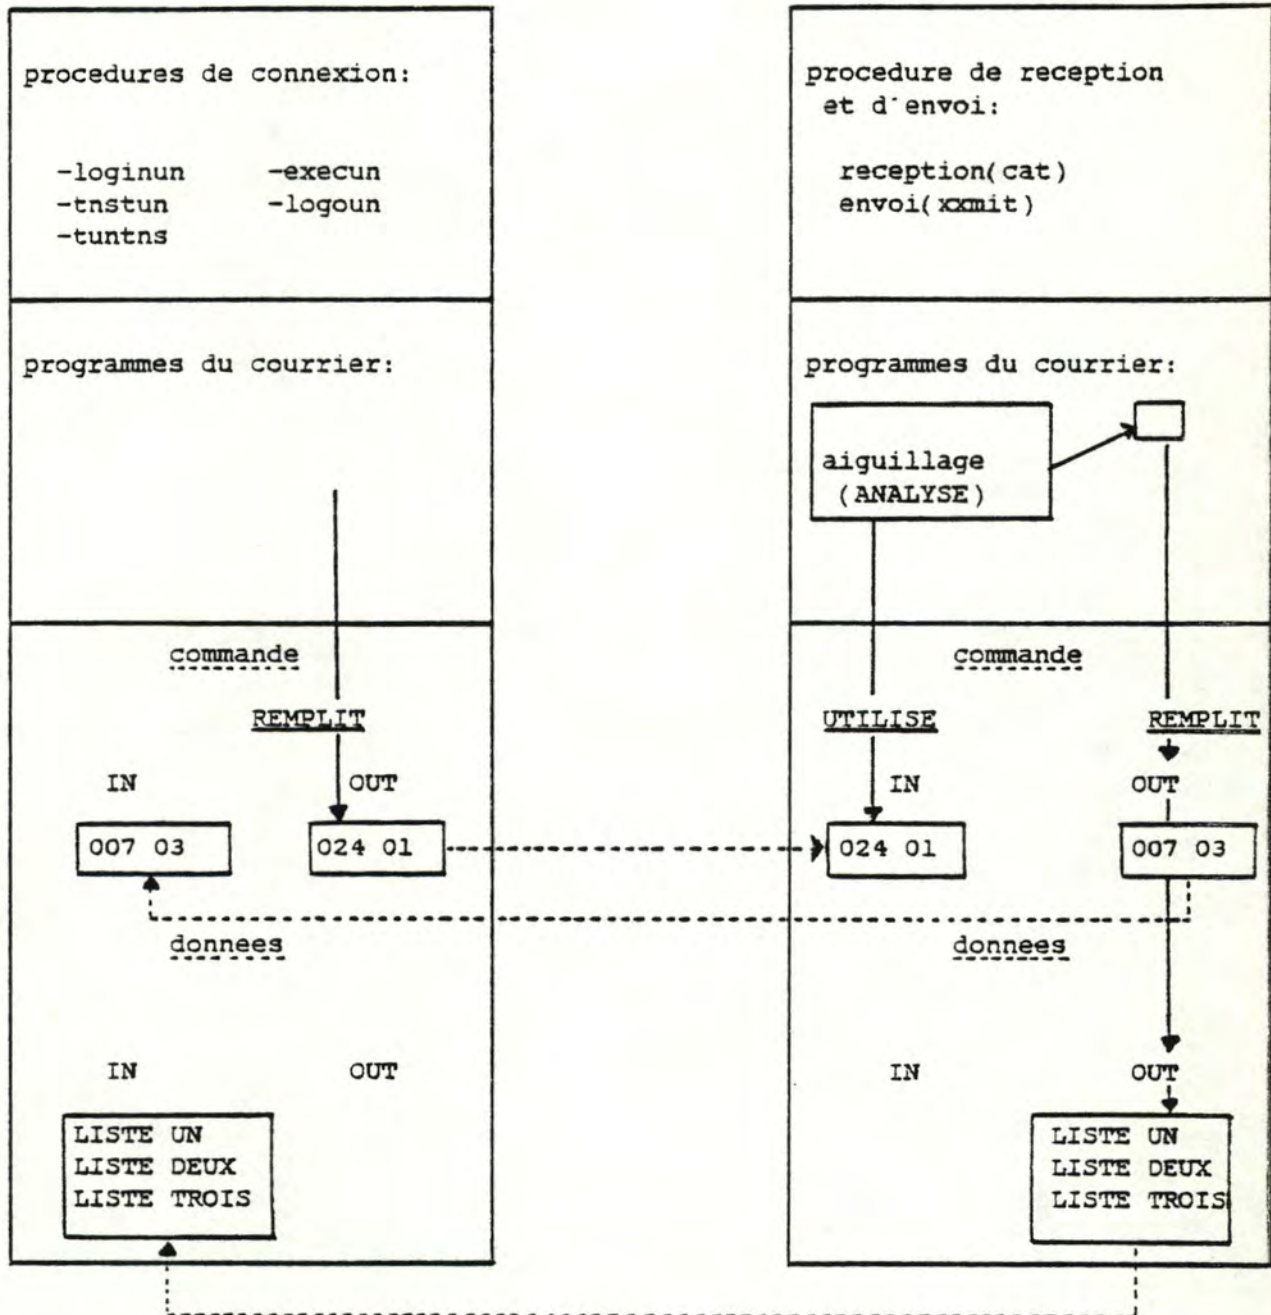 procedures de connexion:
-loginun -execun
-tnstun -logoun
-tuntns
programmes du courrier:
commande
REMPLIT
IN OUT
007 03 024 01
donnees
IN OUT
LISTE UN
LISTE DEUX
LISTE TROIS
procedure de reception
et d'envoi:
reception(cat)
envoi(xxmit)
programmes du courrier:
aiguillage
(ANALYSE)
commande
UTILISE REMPLIT
IN OUT
024 01 007 03
donnees
IN OUT
LISTE UN
LISTE DEUX
LISTE TROIS